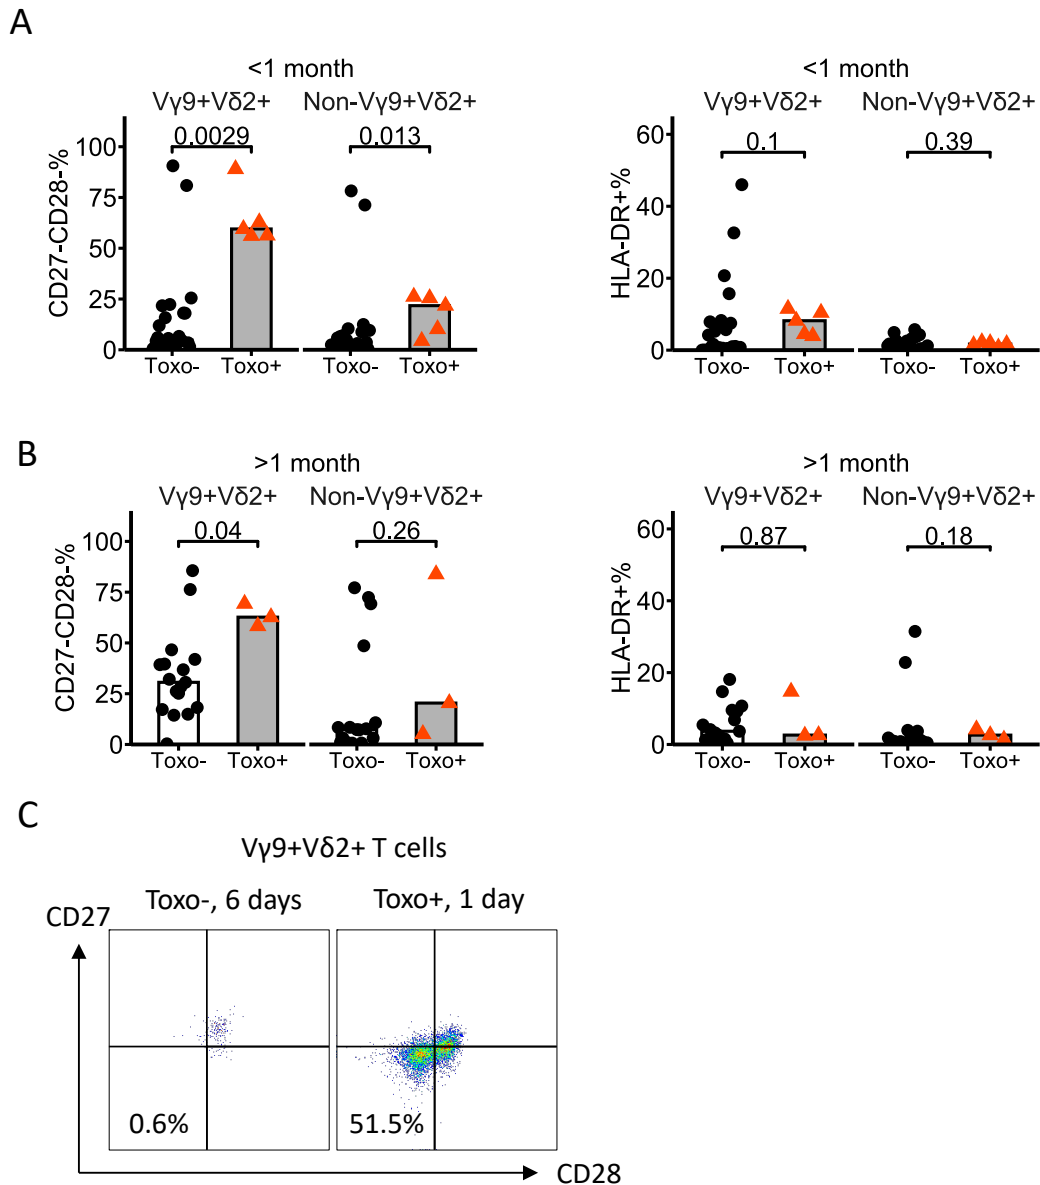 A
<1 month
Vγ9+Vδ2+ Non-Vγ9+Vδ2+
0.0029 0.013
CD27-CD28-%
100
75
50
25
0
Toxo- Toxo+ Toxo- Toxo+
<1 month
Vγ9+Vδ2+ Non-Vγ9+Vδ2+
0.1 0.39
HLA-DR+%
60
40
20
0
Toxo- Toxo+ Toxo- Toxo+
B
>1 month
Vγ9+Vδ2+ Non-Vγ9+Vδ2+
0.04 0.26
CD27-CD28-%
100
75
50
25
0
Toxo- Toxo+ Toxo- Toxo+
>1 month
Vγ9+Vδ2+ Non-Vγ9+Vδ2+
0.87 0.18
HLA-DR+%
60
40
20
0
Toxo- Toxo+ Toxo- Toxo+
C
Vγ9+Vδ2+ T cells
Toxo-, 6 days Toxo+, 1 day
CD27
0.6% 51.5%
CD28